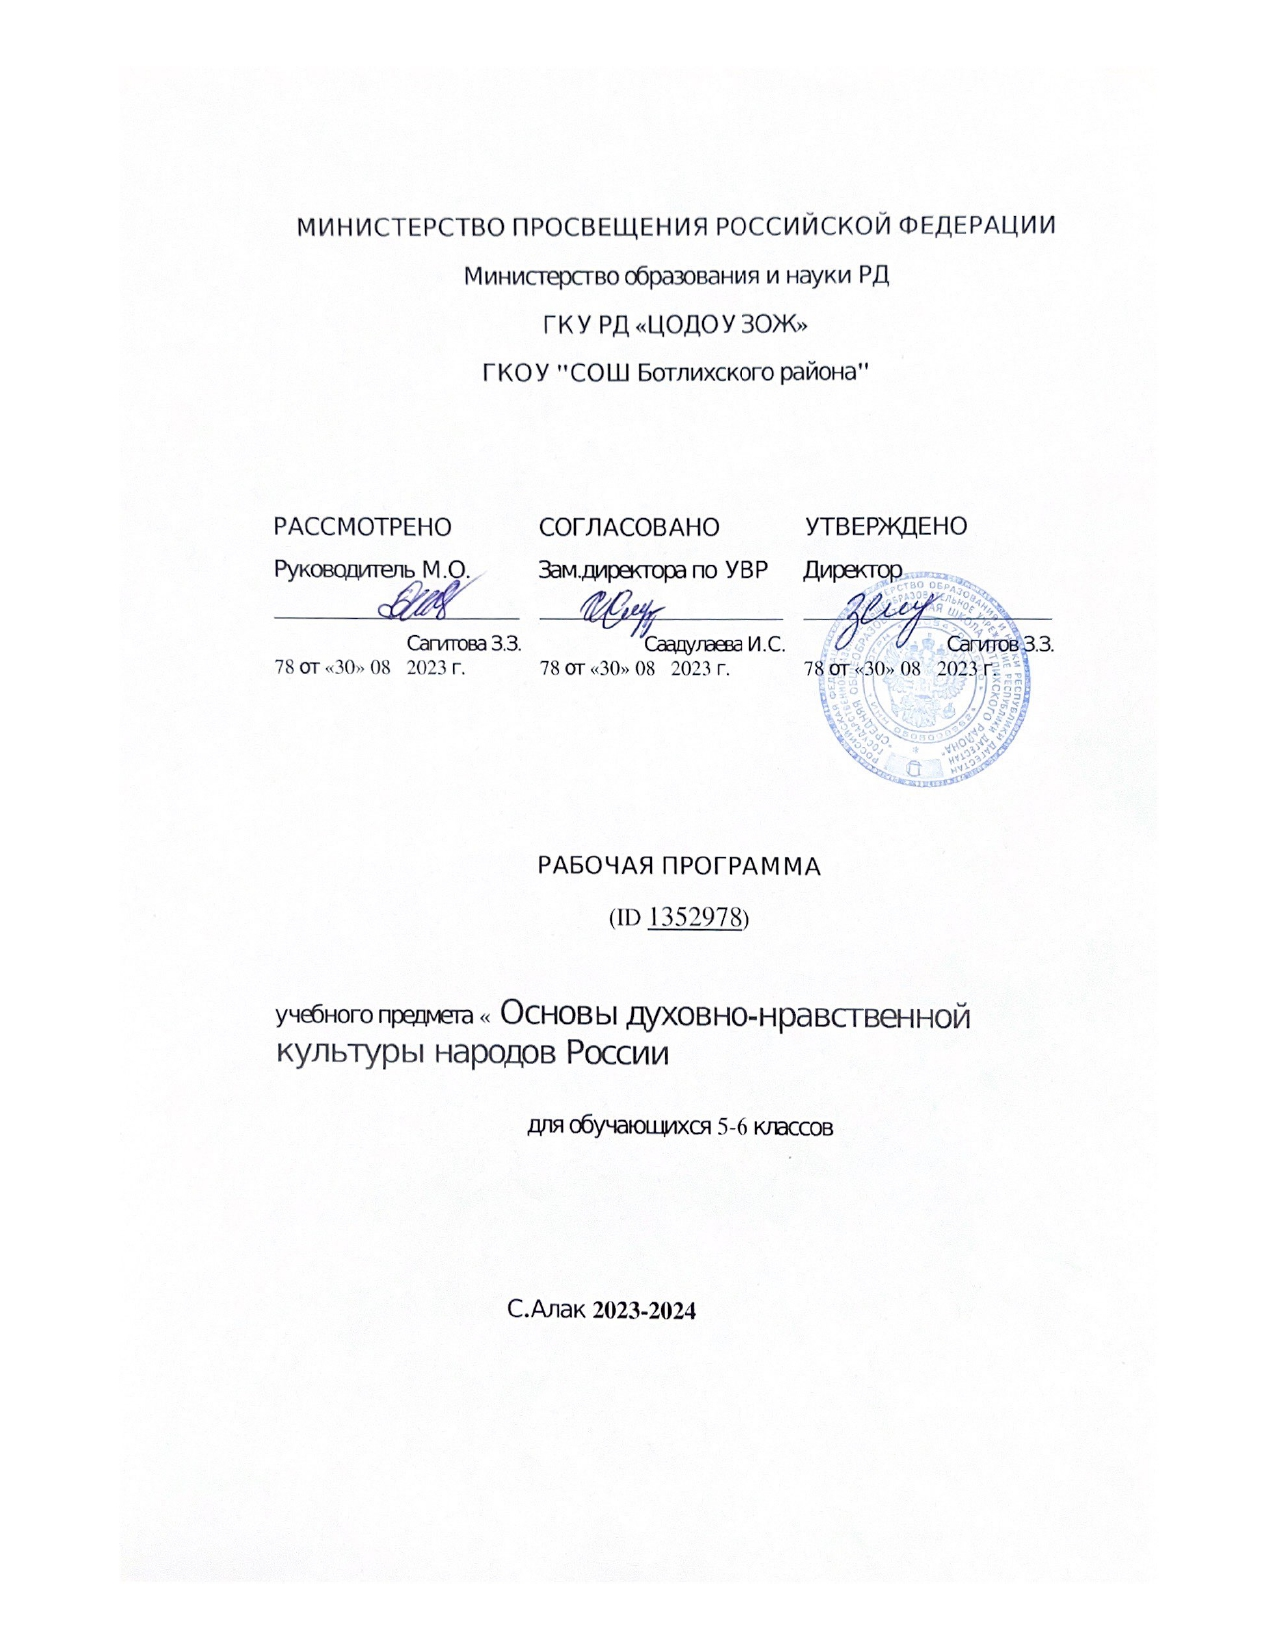 МИНИСТЕРСТВО ПРОСВЕЩЕНИЯ РОССИЙСКОЙ ФЕДЕРАЦИИ
Министерство образования и науки РД
ГКУ РД «ЦОДОУ ЗОЖ»
ГКОУ "СОШ Ботлихского района"
РАССМОТРЕНО
Руководитель М.О.
Сагитова З.З.
78 от «30» 08 2023 г.
СОГЛАСОВАНО
Зам.директора по УВР
Саадулаева И.С.
78 от «30» 08 2023 г.
УТВЕРЖДЕНО
Директор
Сагитов З.З.
78 от «30» 08 2023 г.
РАБОЧАЯ ПРОГРАММА
(ID 1352978)
учебного предмета « Основы духовно-нравственной
культуры народов России
для обучающихся 5-6 классов
С.Алак 2023-2024